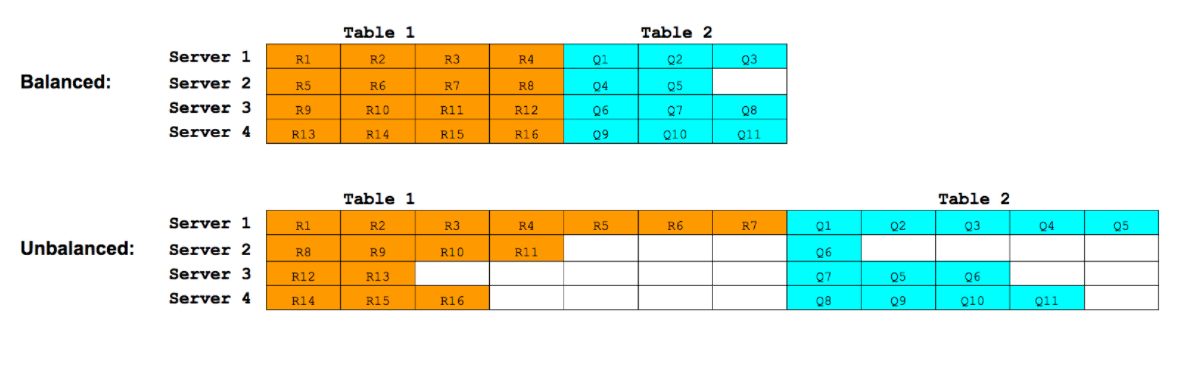 Table 1 Table 2
Server 1 R1 R2 R3 R4 Q1 Q2 Q3
Balanced: Server 2 R5 R6 R7 R8 Q4 Q5
Server 3 R9 R10 R11 R12 Q6 Q7 Q8
Server 4 R13 R14 R15 R16 Q9 Q10 Q11
Table 1 Table 2
Server 1 R1 R2 R3 R4 R5 R6 R7 Q1 Q2 Q3 Q4 Q5
Unbalanced: Server 2 R8 R9 R10 R11 Q6
Server 3 R12 R13 Q7 Q5 Q6
Server 4 R14 R15 R16 Q8 Q9 Q10 Q11